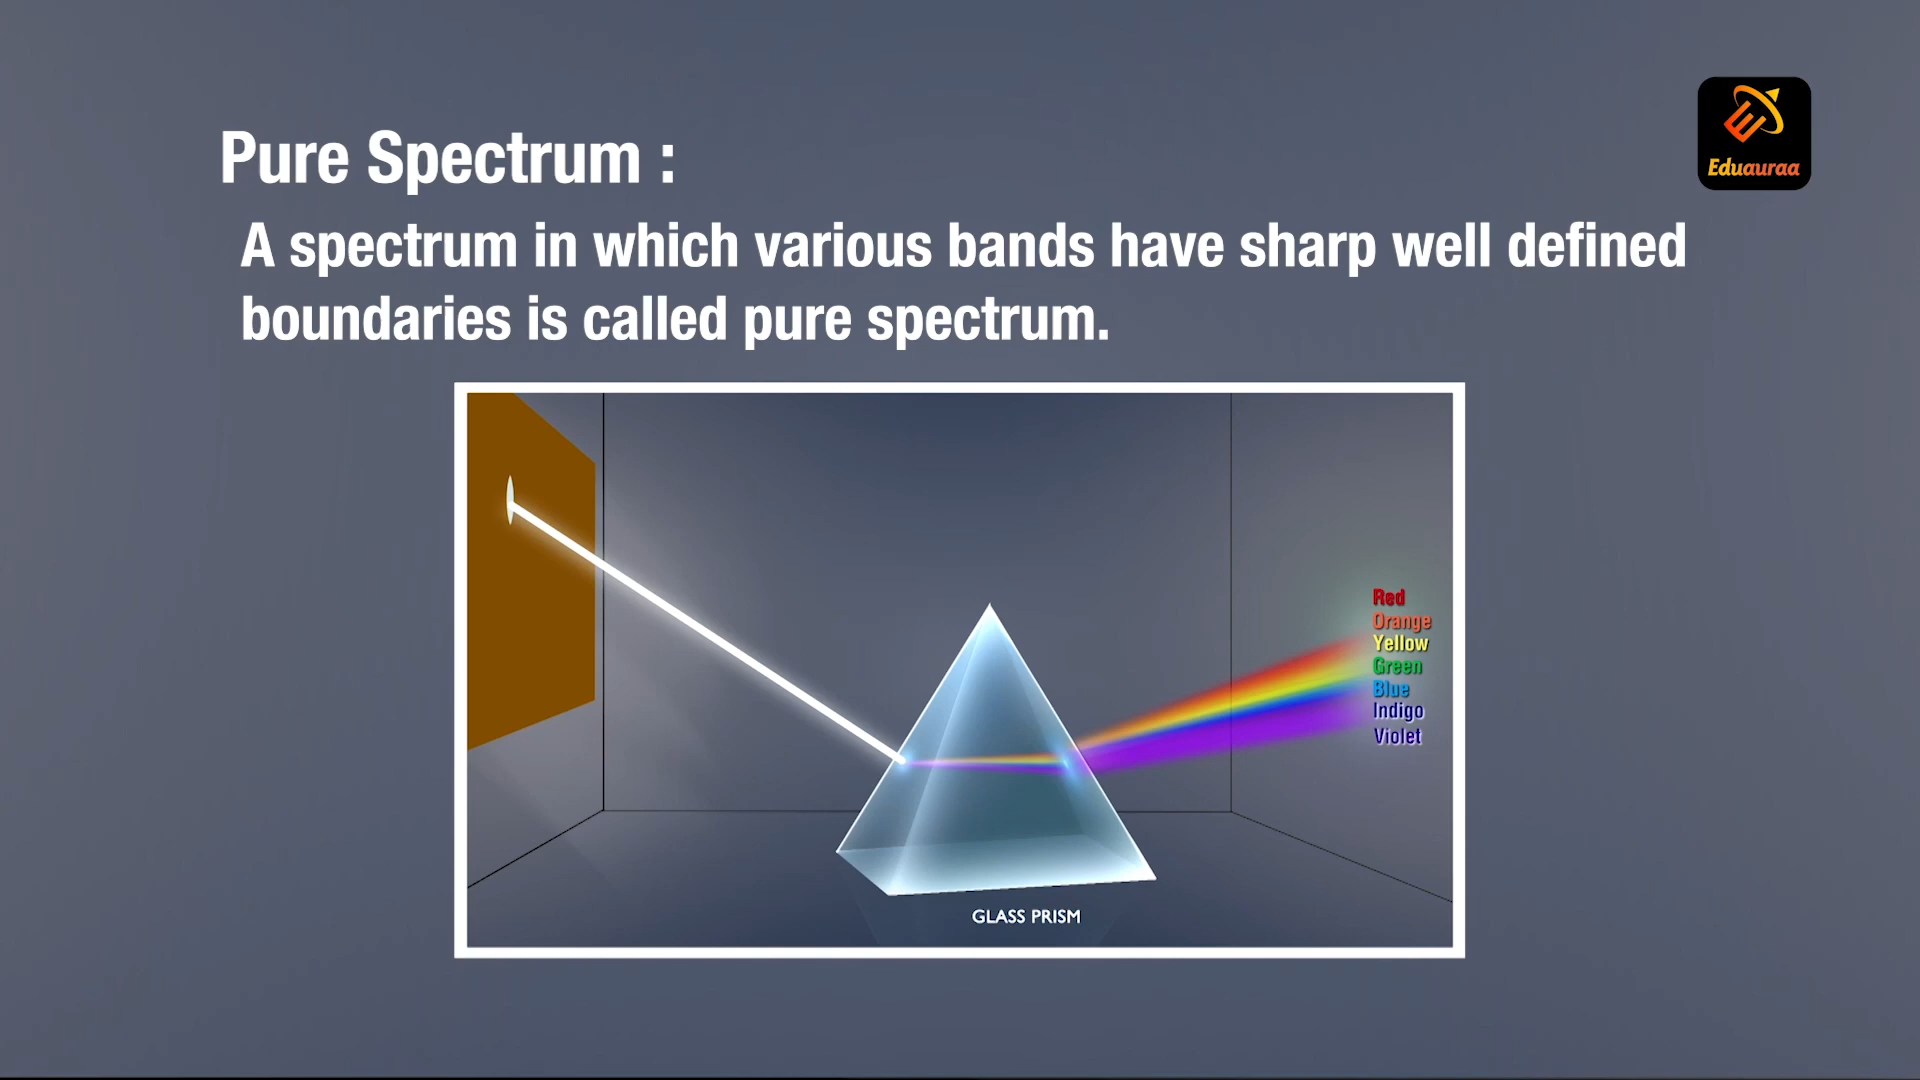 Eduauraa
Pure Spectrum :
A spectrum in which various bands have sharp well defined
boundaries is called pure spectrum.
Red
Orange
Yellow
Green
Blue
Indigo
Violet
GLASS PRISM